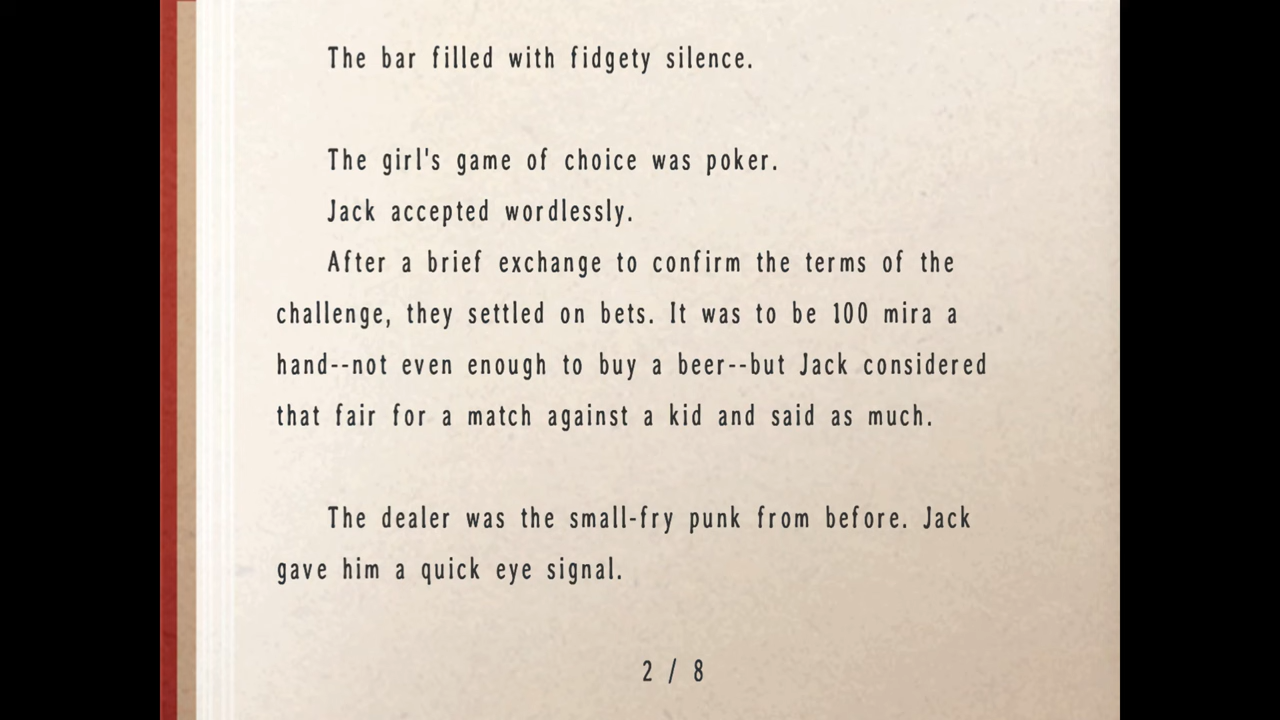 The bar filled with fidgety silence.
The girl's game of choice was poker.
Jack accepted wordlessly.
After a brief exchange to confirm the terms of the
challenge, they settled on bets. It was to be 100 mira a
hand--not even enough to buy a beer--but Jack considered
that fair for a match against a kid and said as much.
The dealer was the small-fry punk from before. Jack
gave him a quick eye signal.
2 / 8